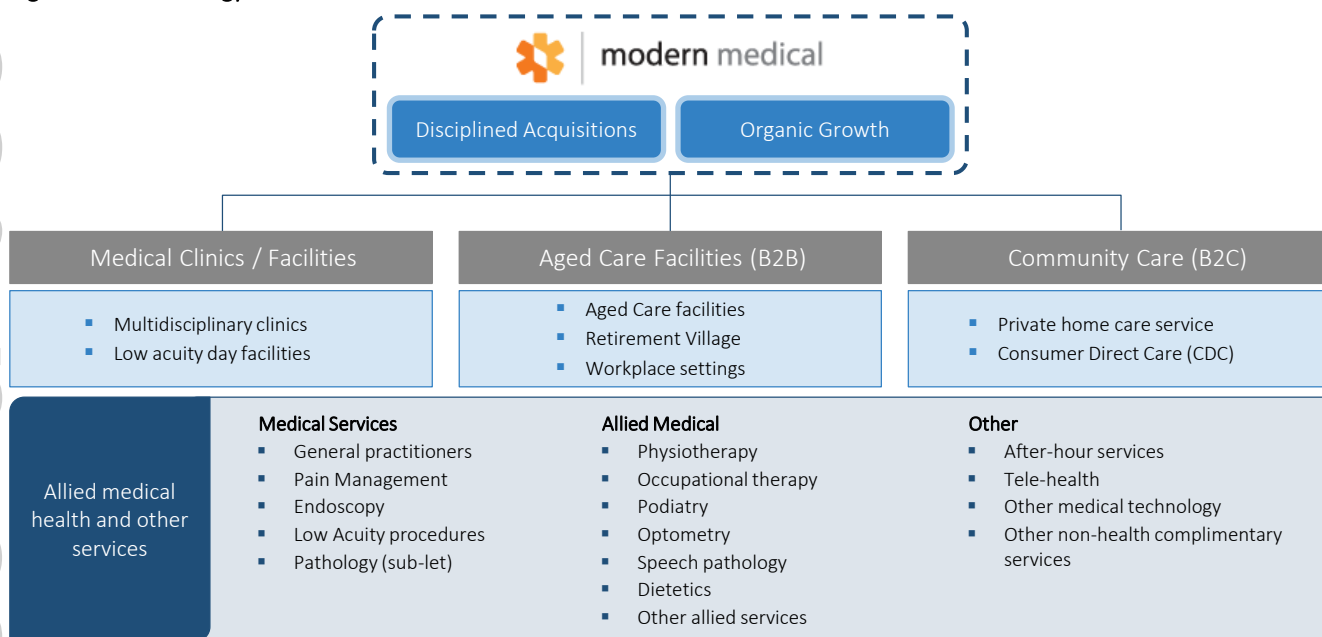 modern medical
Disciplined Acquisitions
Organic Growth
Medical Clinics / Facilities
▪ Multidisciplinary clinics
▪ Low acuity day facilities
Aged Care Facilities (B2B)
▪ Aged Care facilities
▪ Retirement Village
▪ Workplace settings
Community Care (B2C)
▪ Private home care service
▪ Consumer Direct Care (CDC)
Allied medical
health and other
services
Medical Services
▪ General practitioners
▪ Pain Management
▪ Endoscopy
▪ Low Acuity procedures
▪ Pathology (sub-let)
Allied Medical
▪ Physiotherapy
▪ Occupational therapy
▪ Podiatry
▪ Optometry
▪ Speech pathology
▪ Dietetics
▪ Other allied services
Other
▪ After-hour services
▪ Tele-health
▪ Other medical technology
▪ Other non-health complimentary
services